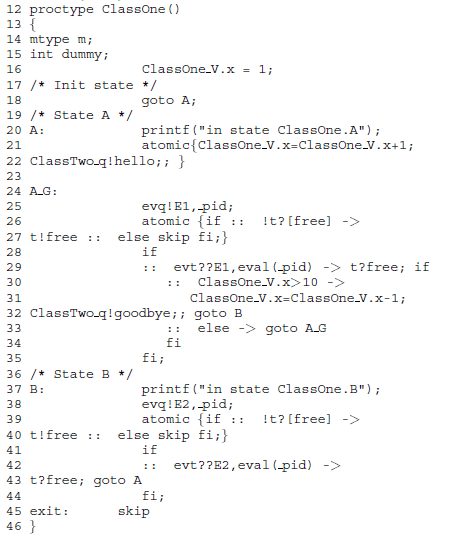 12 proctype ClassOne()
13 {
14 mtype m;
15 int dummy;
16 ClassOne_V.x = 1;
17 /* Init state */
18 goto A;
19 /* State A */
20 A: printf("in state ClassOne.A");
21 atomic{ClassOne_V.x=ClassOne_V.x+1;
22 ClassTwo_q!hello;; }
23
24 A_G:
25 evq!E1,_pid;
26 atomic {if :: !t?[free] ->
27 t!free :: else skip fi;}
28 if
29 :: evt??E1,eval(_pid) -> t?free; if
30 :: ClassOne_V.x>10 ->
31 ClassOne_V.x=ClassOne_V.x-1;
32 ClassTwo_q!goodbye;; goto B
33 :: else -> goto A_G
34 fi
35 fi;
36 /* State B */
37 B: printf("in state ClassOne.B");
38 evq!E2,_pid;
39 atomic {if :: !t?[free] ->
40 t!free :: else skip fi;}
41 if
42 :: evt??E2,eval(_pid) ->
43 t?free; goto A
44 fi;
45 exit: skip
46 }